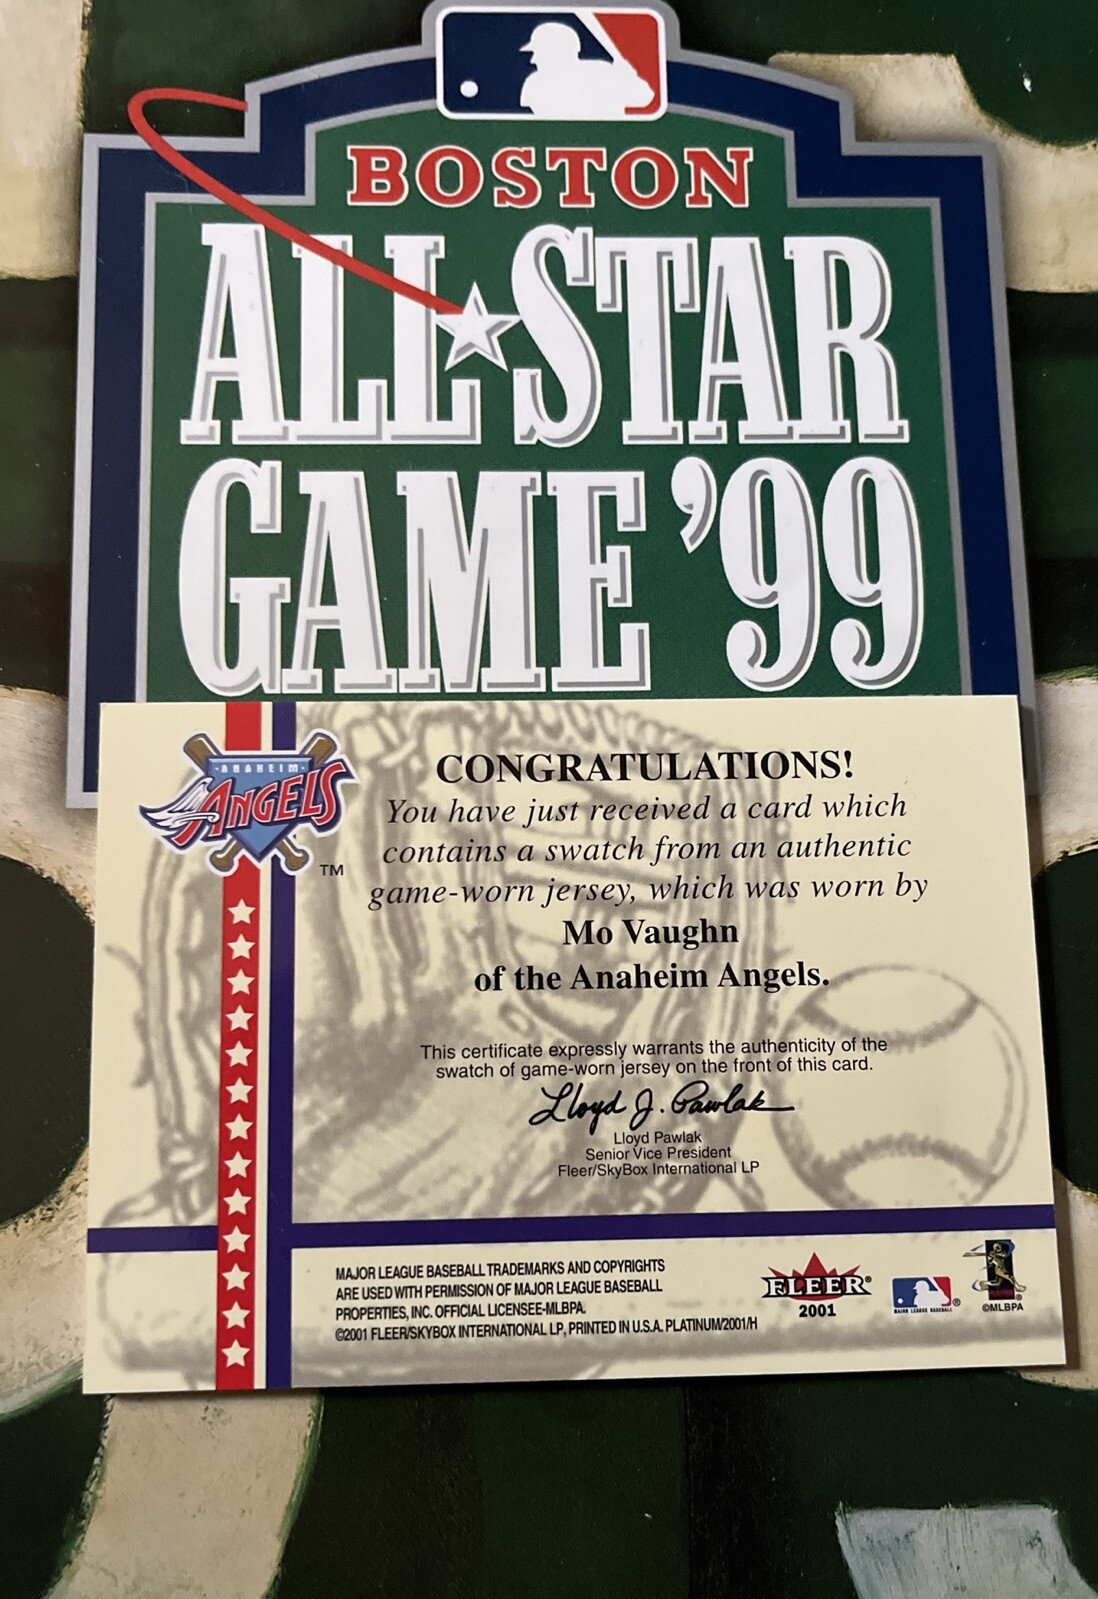 BOSTON
ALL★STAR
GAME '99
ANAHEIM
ANGELS
TM
CONGRATULATIONS!
You have just received a card which
contains a swatch from an authentic
game-worn jersey, which was worn by
Mo Vaughn
of the Anaheim Angels.
This certificate expressly warrants the authenticity of the
swatch of game-worn jersey on the front of this card.
Lloyd J. Pawlak
Lloyd Pawlak
Senior Vice President
Fleer/SkyBox International LP
MAJOR LEAGUE BASEBALL TRADEMARKS AND COPYRIGHTS
ARE USED WITH PERMISSION OF MAJOR LEAGUE BASEBALL
PROPERTIES, INC. OFFICIAL LICENSEE-MLBPA.
©2001 FLEER/SKYBOX INTERNATIONAL LP, PRINTED IN U.S.A. PLATINUM/2001/H
FLEER®
2001
MAJOR LEAGUE BASEBALL ®
©MLBPA